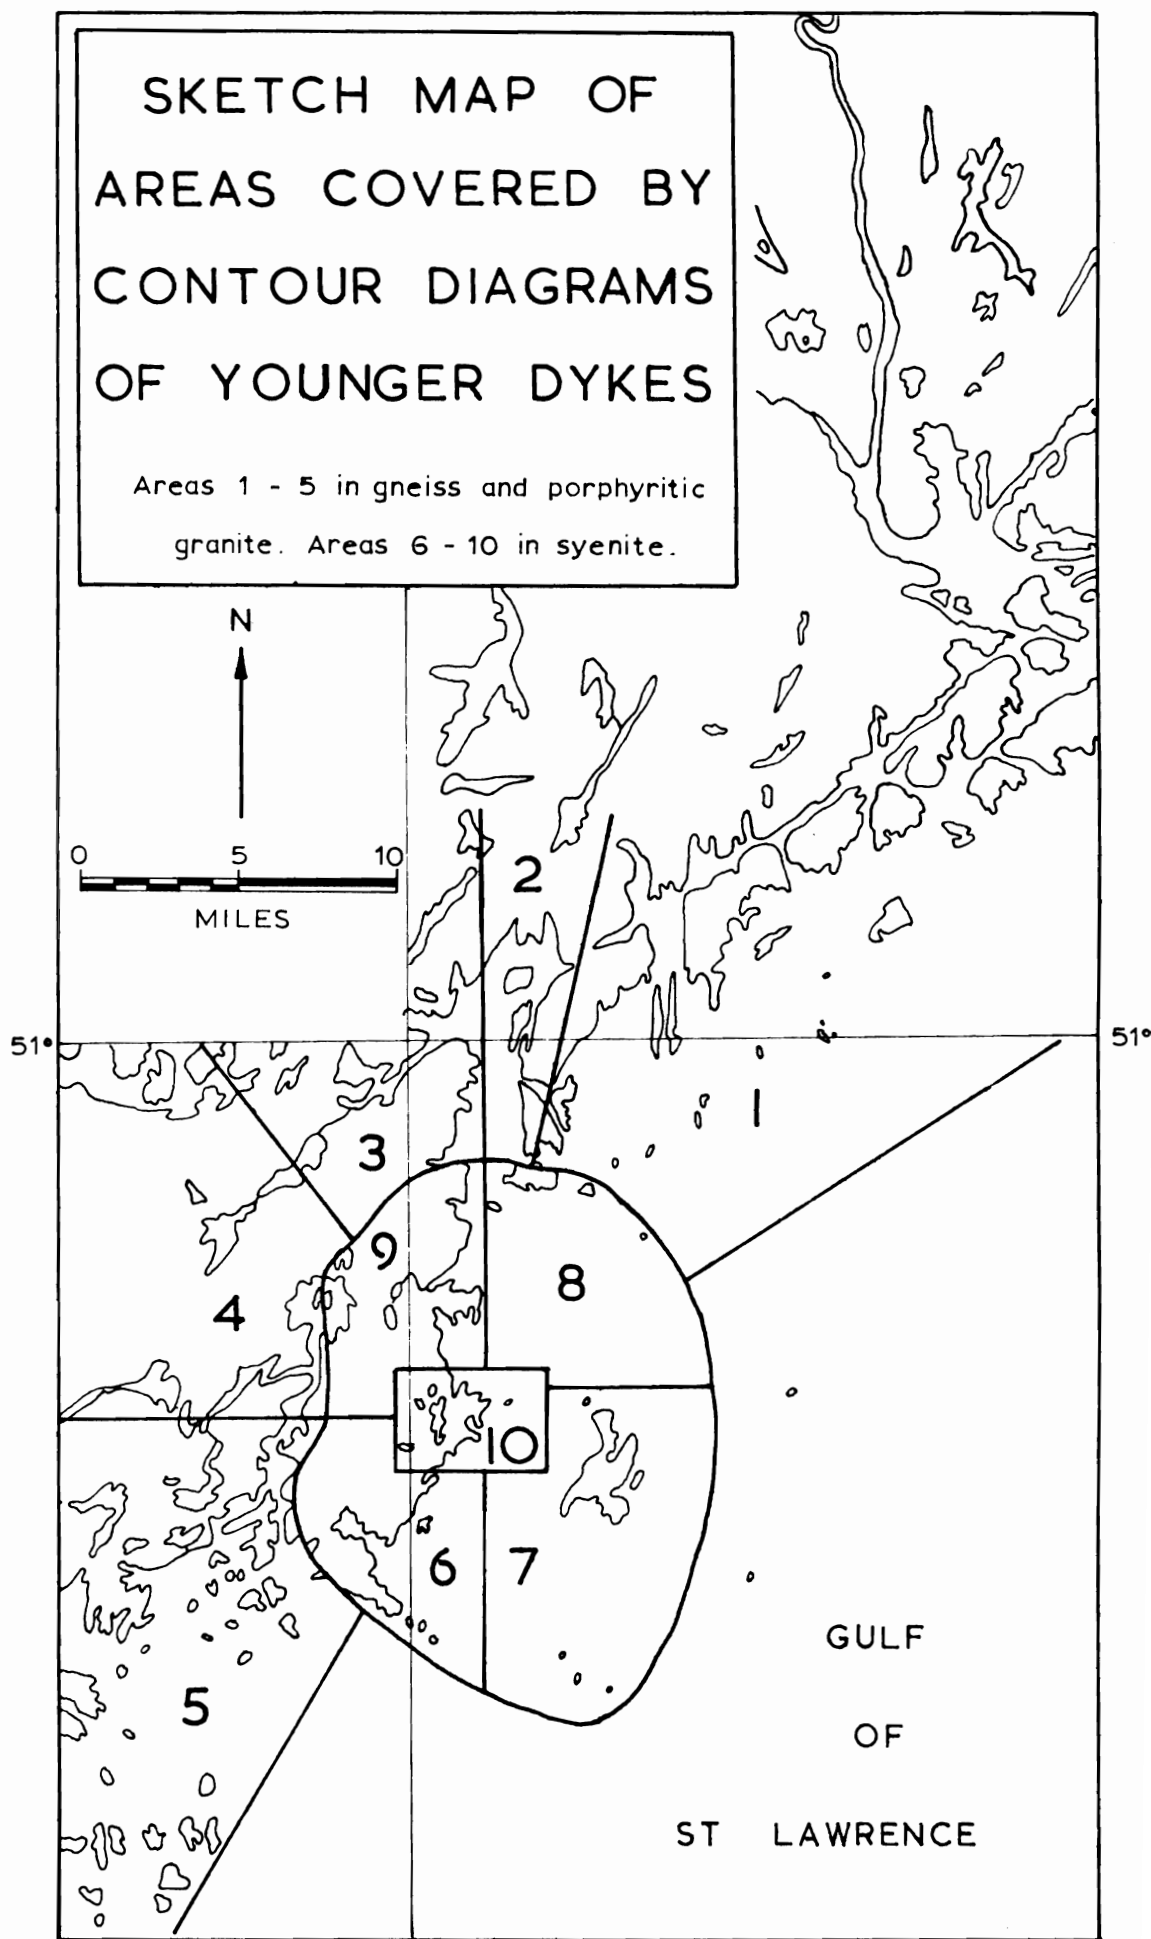 SKETCH MAP OF
AREAS COVERED BY
CONTOUR DIAGRAMS
OF YOUNGER DYKES
Areas 1 - 5 in gneiss and porphyritic
granite. Areas 6 - 10 in syenite.
N
0 5 10
MILES
2
51° 51°
1
3
9
8
4
10
6 7
GULF
5
OF
ST LAWRENCE